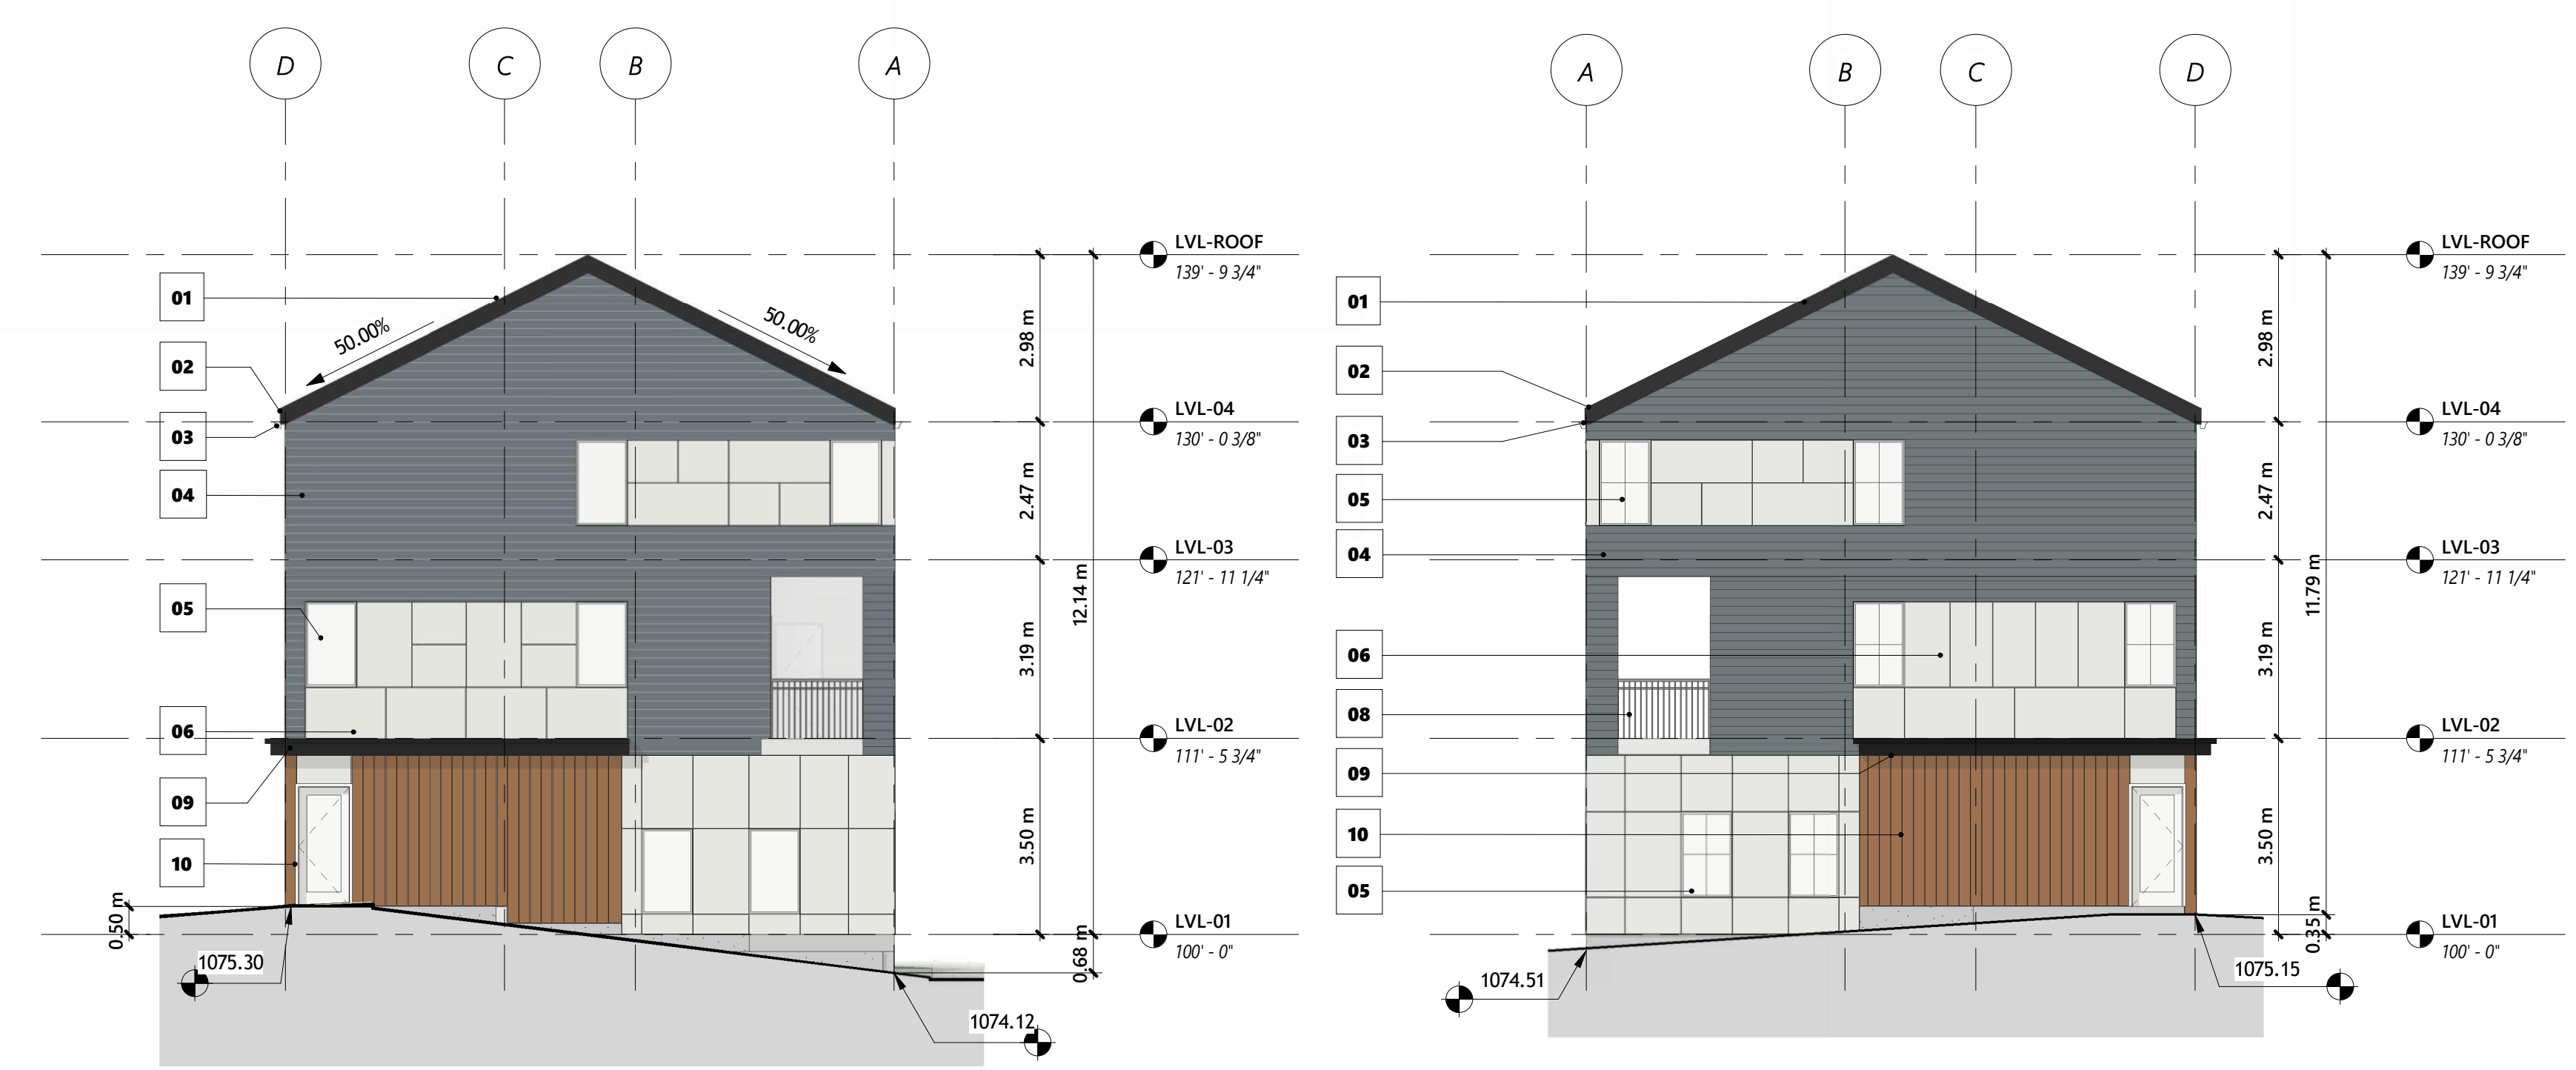 D C B A
LVL-ROOF
139' - 9 3/4"
01
50.00%
50.00%
2.98 m
02
LVL-04
130' - 0 3/8"
03
04
2.47 m
LVL-03
121' - 11 1/4"
12.14 m
05
3.19 m
06
LVL-02
111' - 5 3/4"
09
3.50 m
10
0.50 m
LVL-01
100' - 0"
0.68 m
1075.30
1074.12
A B C D
LVL-ROOF
139' - 9 3/4"
01
2.98 m
02
LVL-04
130' - 0 3/8"
03
05
2.47 m
04
LVL-03
121' - 11 1/4"
11.79 m
06
3.19 m
08
LVL-02
111' - 5 3/4"
09
10
3.50 m
05
0.35 m
LVL-01
100' - 0"
1074.51
1075.15